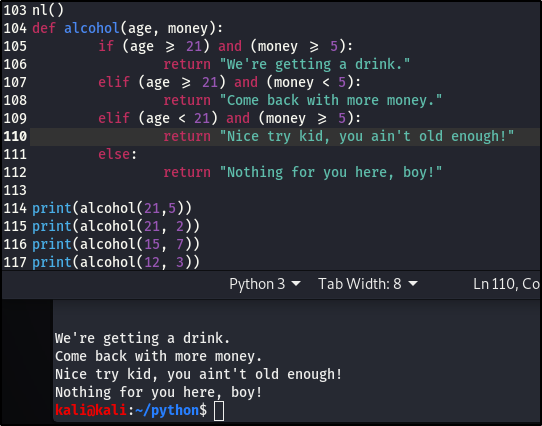 103 nl()
104 def alcohol(age, money):
105 if (age ≥ 21) and (money ≥ 5):
106 return "We're getting a drink."
107 elif (age ≥ 21) and (money < 5):
108 return "Come back with more money."
109 elif (age < 21) and (money ≥ 5):
110 return "Nice try kid, you ain't old enough!"
111 else:
112 return "Nothing for you here, boy!"
113
114 print(alcohol(21,5))
115 print(alcohol(21, 2))
116 print(alcohol(15, 7))
117 print(alcohol(12, 3))
Python 3 Tab Width: 8 Ln 110, Co
We're getting a drink.
Come back with more money.
Nice try kid, you aint't old enough!
Nothing for you here, boy!
kali@kali:~/python$